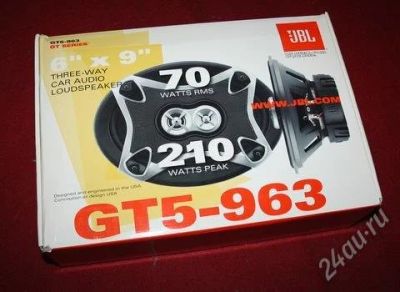 GT5-963
GT SERIES
6" x 9"
THREE-WAY
CAR AUDIO
LOUDSPEAKER
JBL
70
WATTS RMS
WWW.JBL.COM
210
WATTS PEAK
Designed and engineered in the USA
GT5-963
24au.ru